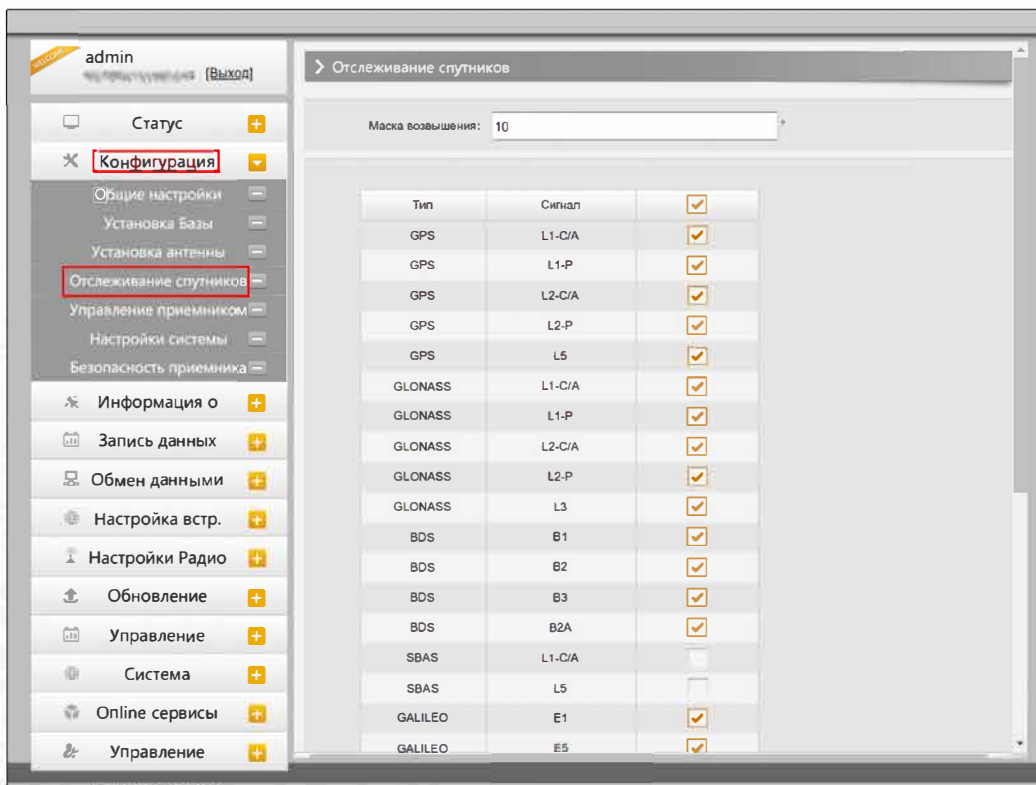 WELCOME
admin
[Выход]
Статус
Конфигурация
Общие настройки
Установка Базы
Установка антенны
Отслеживание спутников
Управление приемником
Настройки системы
Безопасность приемника
Информация о
Запись данных
Обмен данными
Настройка встр.
Настройки Радио
Обновление
Управление
Система
Online сервисы
Управление
Отслеживание спутников
Маска возвышения: 10 *
Тип Сигнал
GPS L1-C/A
GPS L1-P
GPS L2-C/A
GPS L2-P
GPS L5
GLONASS L1-C/A
GLONASS L1-P
GLONASS L2-C/A
GLONASS L2-P
GLONASS L3
BDS B1
BDS B2
BDS B3
BDS B2A
SBAS L1-C/A
SBAS L5
GALILEO E1
GALILEO E5